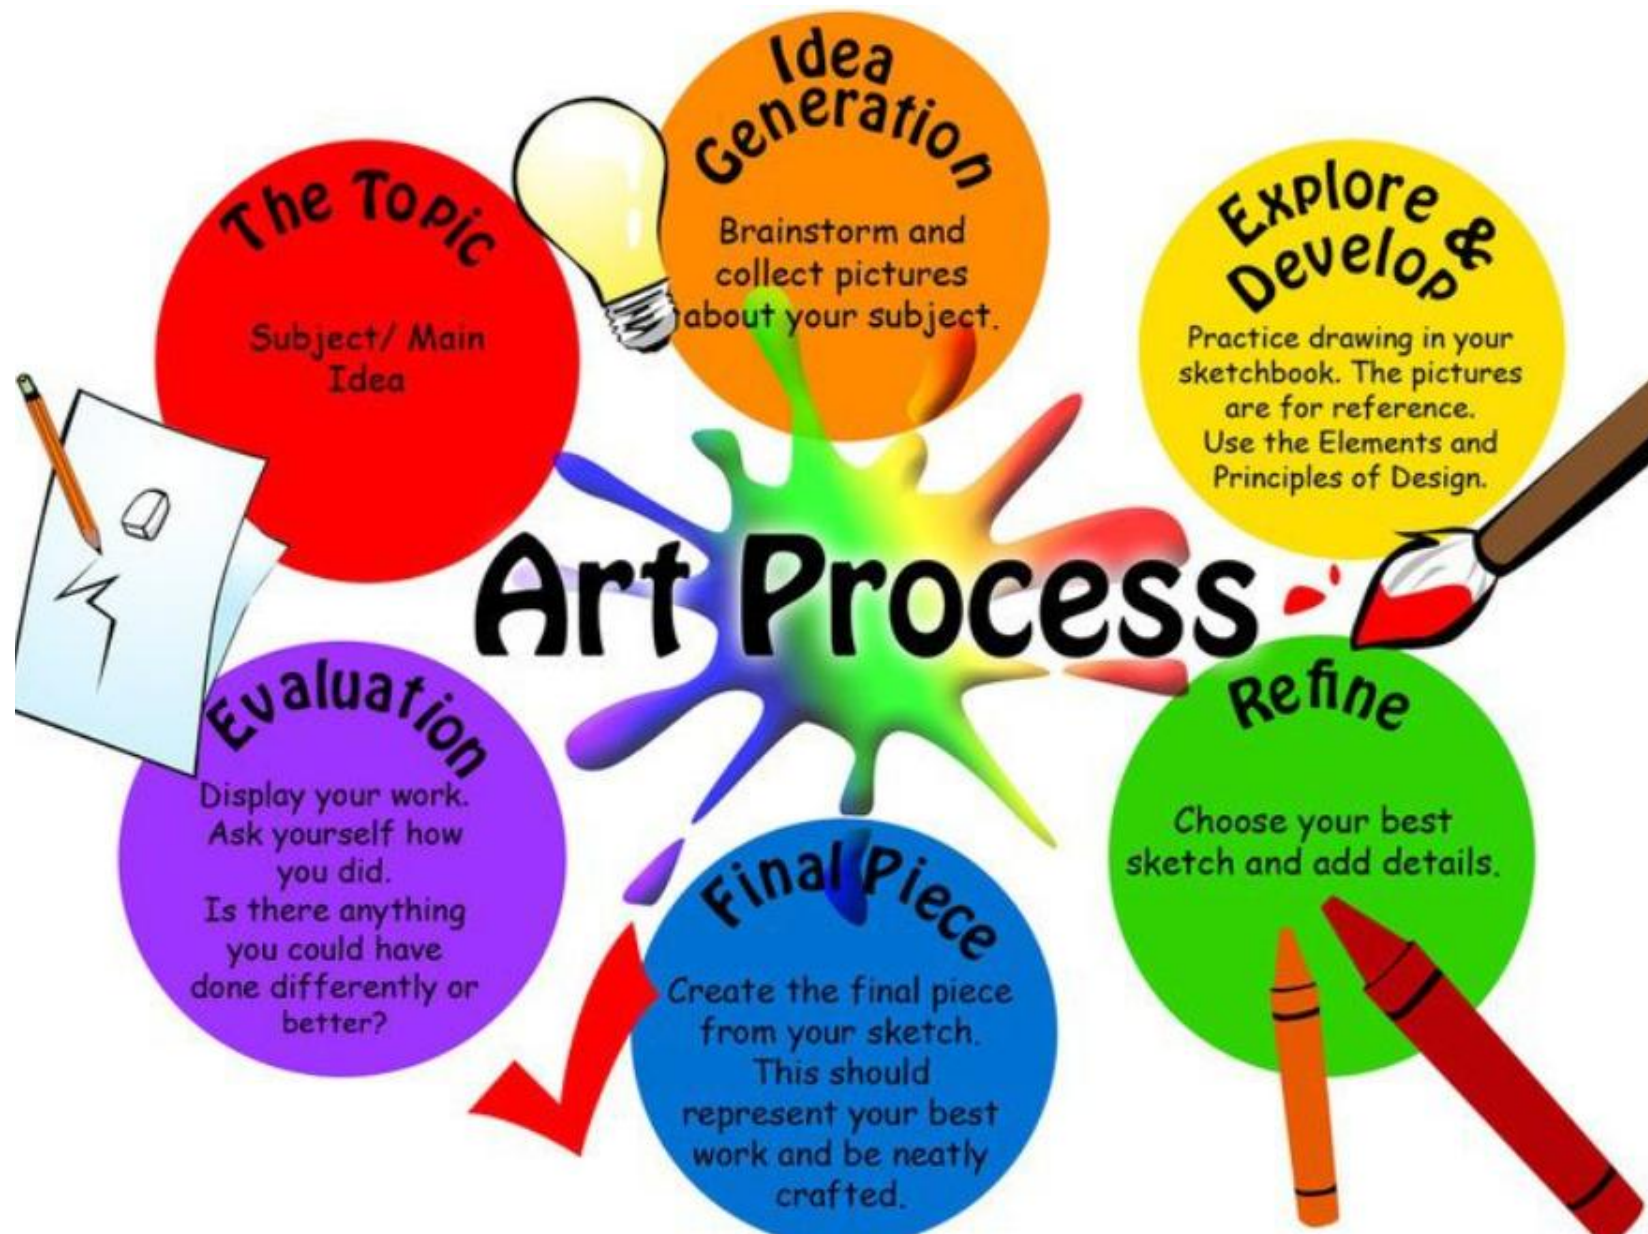 The Topic
Subject/ Main
Idea
Idea
Generation
Brainstorm and
collect pictures
about your subject.
Explore &
Develop
Practice drawing in your
sketchbook. The pictures
are for reference.
Use the Elements and
Principles of Design.
Art Process
Refine
Choose your best
sketch and add details.
Final Piece
Create the final piece
from your sketch.
This should
represent your best
work and be neatly
crafted.
Evaluation
Display your work.
Ask yourself how
you did.
Is there anything
you could have
done differently or
better?